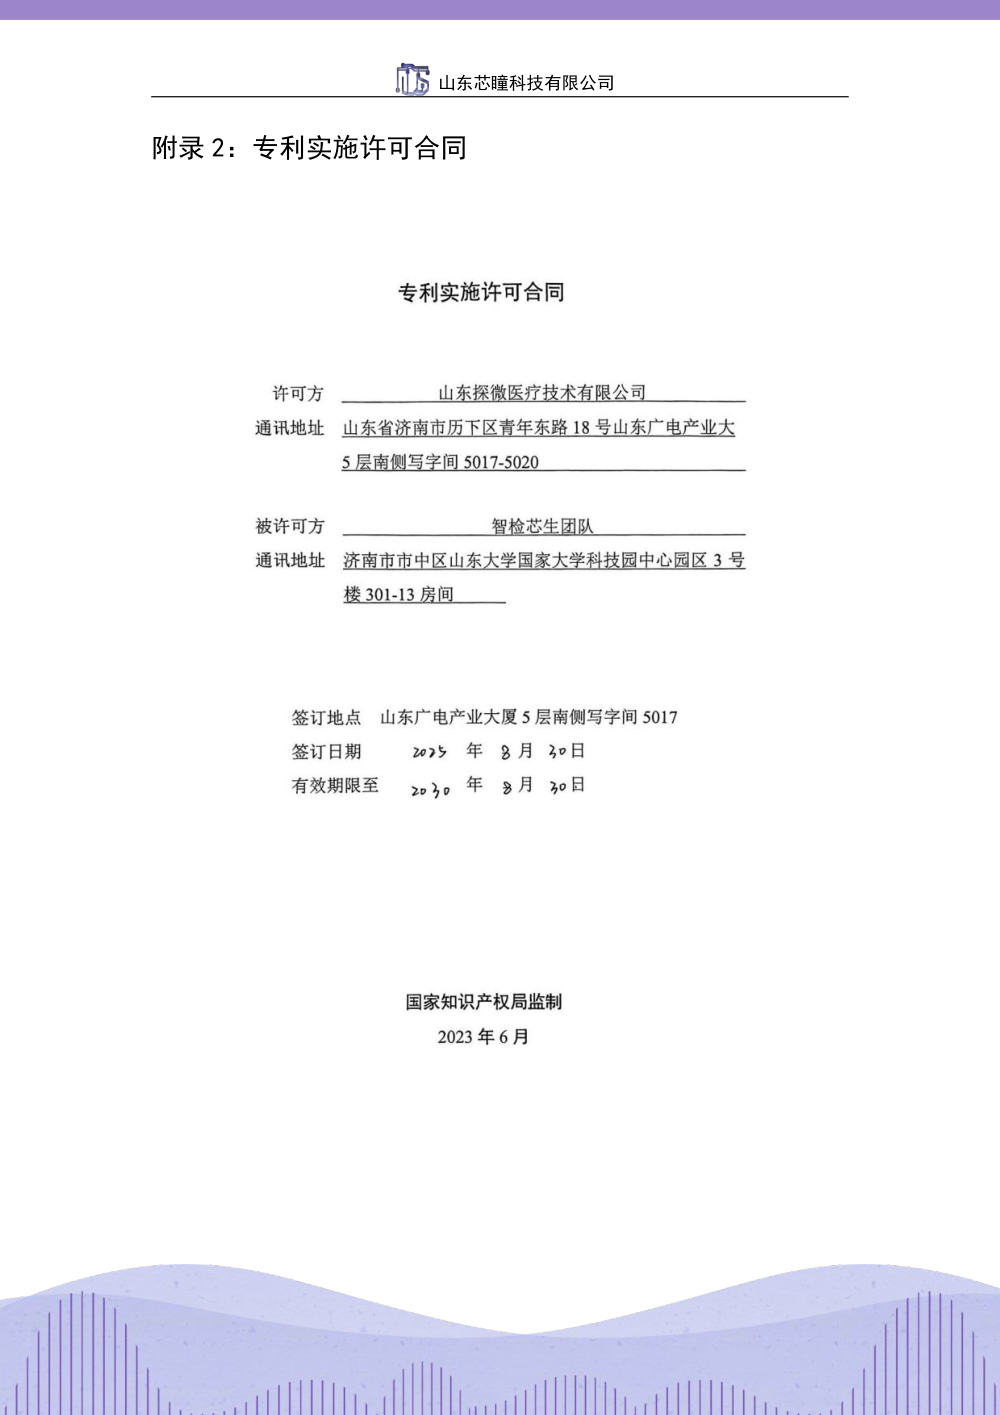 山东芯瞳科技有限公司
附录 2：专利实施许可合同
专利实施许可合同
许可方 山东探微医疗技术有限公司
通讯地址 山东省济南市历下区青年东路 18 号山东广电产业大
5 层南侧写字间 5017-5020
被许可方 智检芯生团队
通讯地址 济南市市中区山东大学国家大学科技园中心园区 3 号
楼 301-13 房间
签订地点 山东广电产业大厦 5 层南侧写字间 5017
签订日期 2025 年 8 月 30 日
有效期限至 2030 年 8 月 30 日
国家知识产权局监制
2023 年 6 月